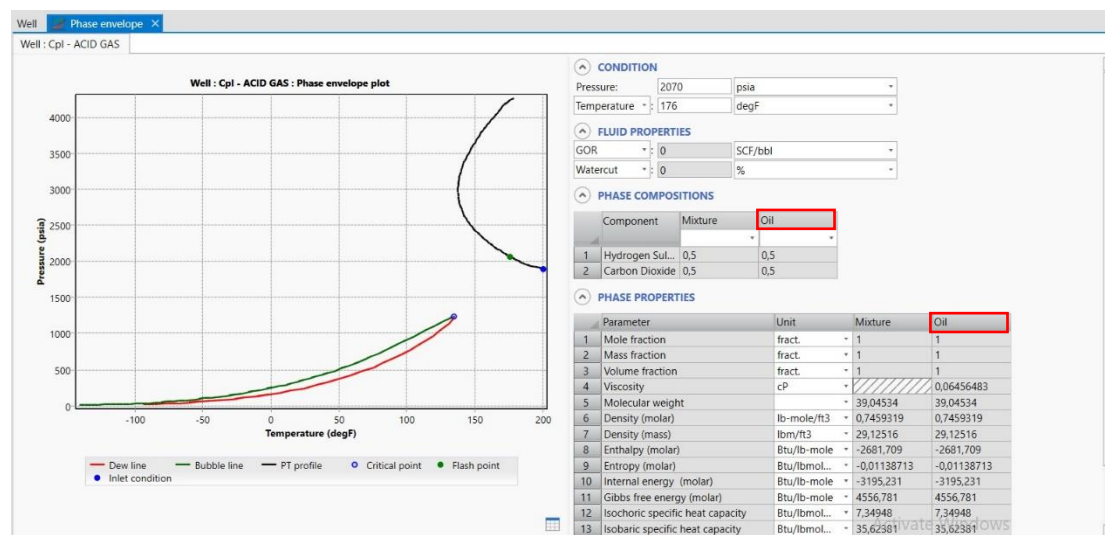 Well Phase envelope ×
Well : Cpl - ACID GAS
Well : Cpl - ACID GAS : Phase envelope plot
4000
3500
3000
2500
2000
1500
1000
500
0
Pressure (psia)
-100 -50 0 50 100 150 200
Temperature (degF)
Dew line Bubble line PT profile Critical point Flash point
Inlet condition
CONDITION
Pressure: 2070 psia
Temperature : 176 degF
FLUID PROPERTIES
GOR : 0 SCF/bbl
Watercut : 0 %
PHASE COMPOSITIONS
Component Mixture Oil
1 Hydrogen Sul... 0,5 0,5
2 Carbon Dioxide 0,5 0,5
PHASE PROPERTIES
Parameter Unit Mixture Oil
1 Mole fraction fract. 1 1
2 Mass fraction fract. 1 1
3 Volume fraction fract. 1 1
4 Viscosity cP 0,06456483
5 Molecular weight 39,04534 39,04534
6 Density (molar) lb-mole/ft3 0,7459319 0,7459319
7 Density (mass) lbm/ft3 29,12516 29,12516
8 Enthalpy (molar) Btu/lb-mole -2681,709 -2681,709
9 Entropy (molar) Btu/lbmol... -0,01138713 -0,01138713
10 Internal energy (molar) Btu/lb-mole -3195,231 -3195,231
11 Gibbs free energy (molar) Btu/lb-mole 4556,781 4556,781
12 Isochoric specific heat capacity Btu/lbmol... 7,34948 7,34948
13 Isobaric specific heat capacity Btu/lbmol... 35,62381 35,62381
Activate Windows